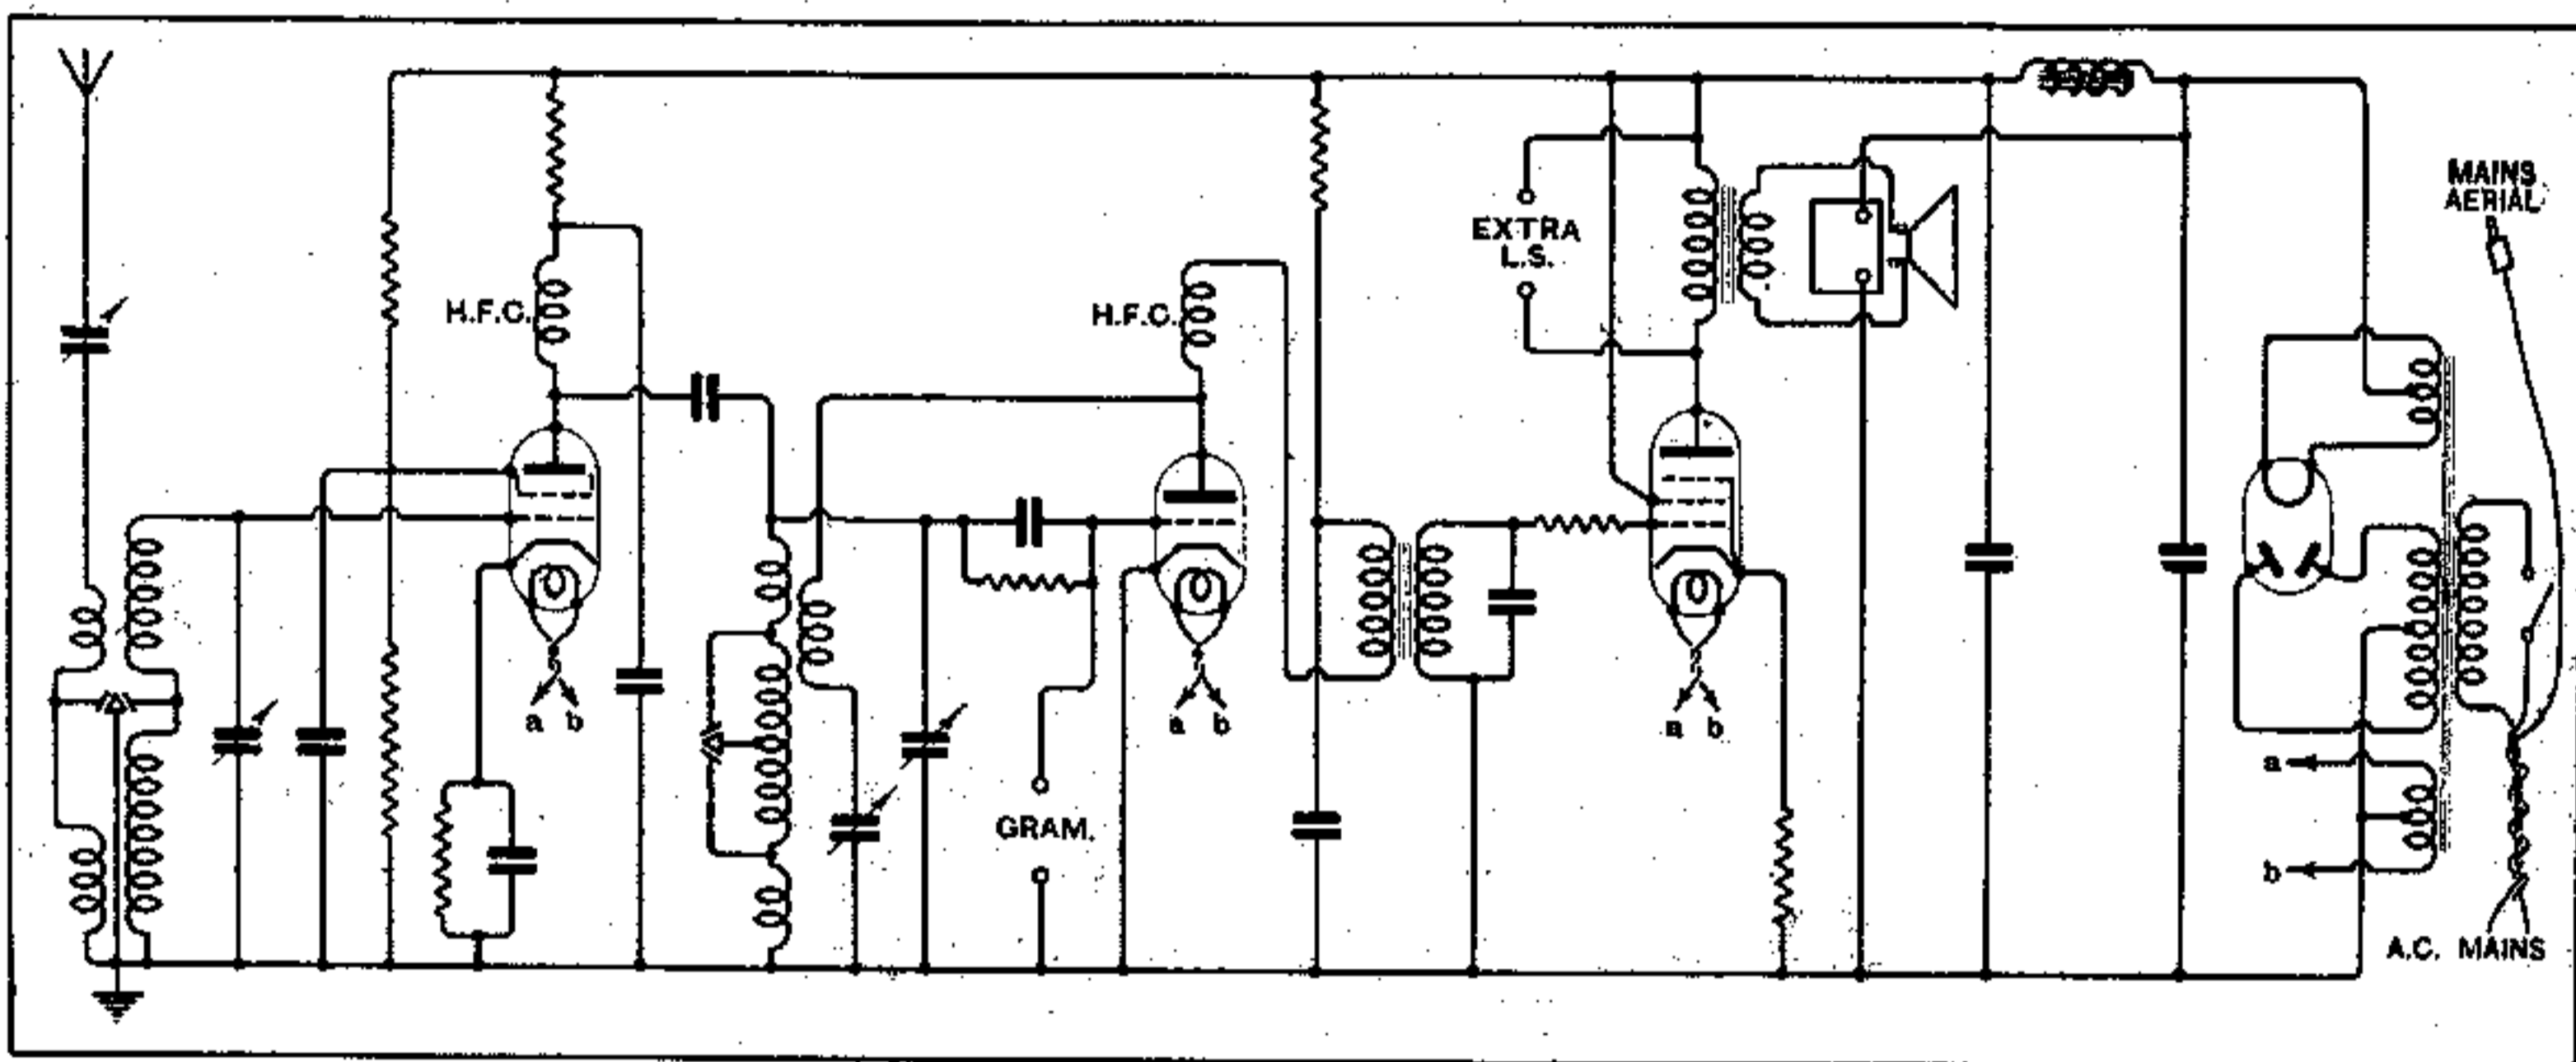 MAINS
AERIAL
EXTRA
L.S.
H.F.C.
H.F.C.
a b
a b
a b
GRAM.
a
b
A.C. MAINS